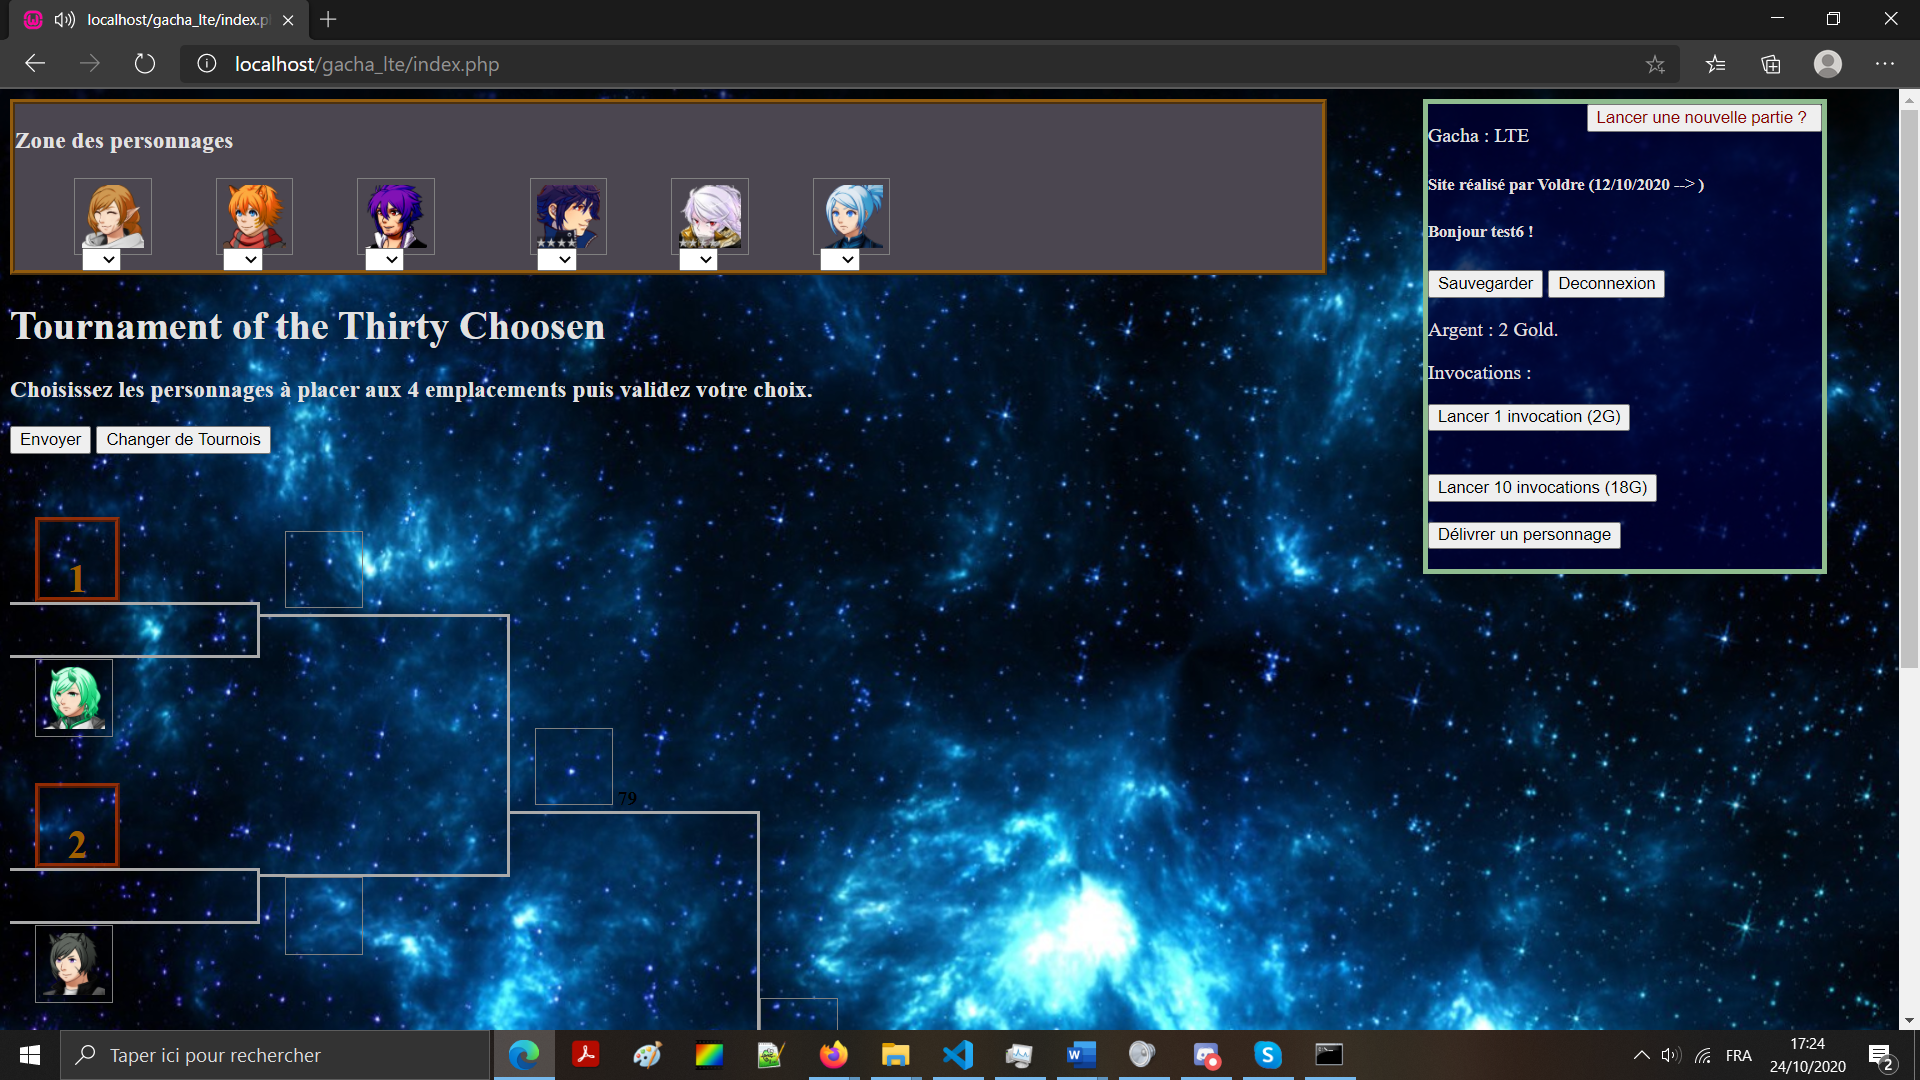 localhost/gacha_lte/index.p
localhost/gacha_lte/index.php
Zone des personnages
Lancer une nouvelle partie ?
Gacha : LTE
Site réalisé par Voldre (12/10/2020 --> )
Bonjour test6 !
Sauvegarder Deconnexion
Argent : 2 Gold.
Invocations :
Lancer 1 invocation (2G)
Lancer 10 invocations (18G)
Délivrer un personnage
Tournament of the Thirty Choosen
Choisissez les personnages à placer aux 4 emplacements puis validez votre choix.
Envoyer Changer de Tournois
1
79
2
Taper ici pour rechercher
FRA
17:24
24/10/2020
2